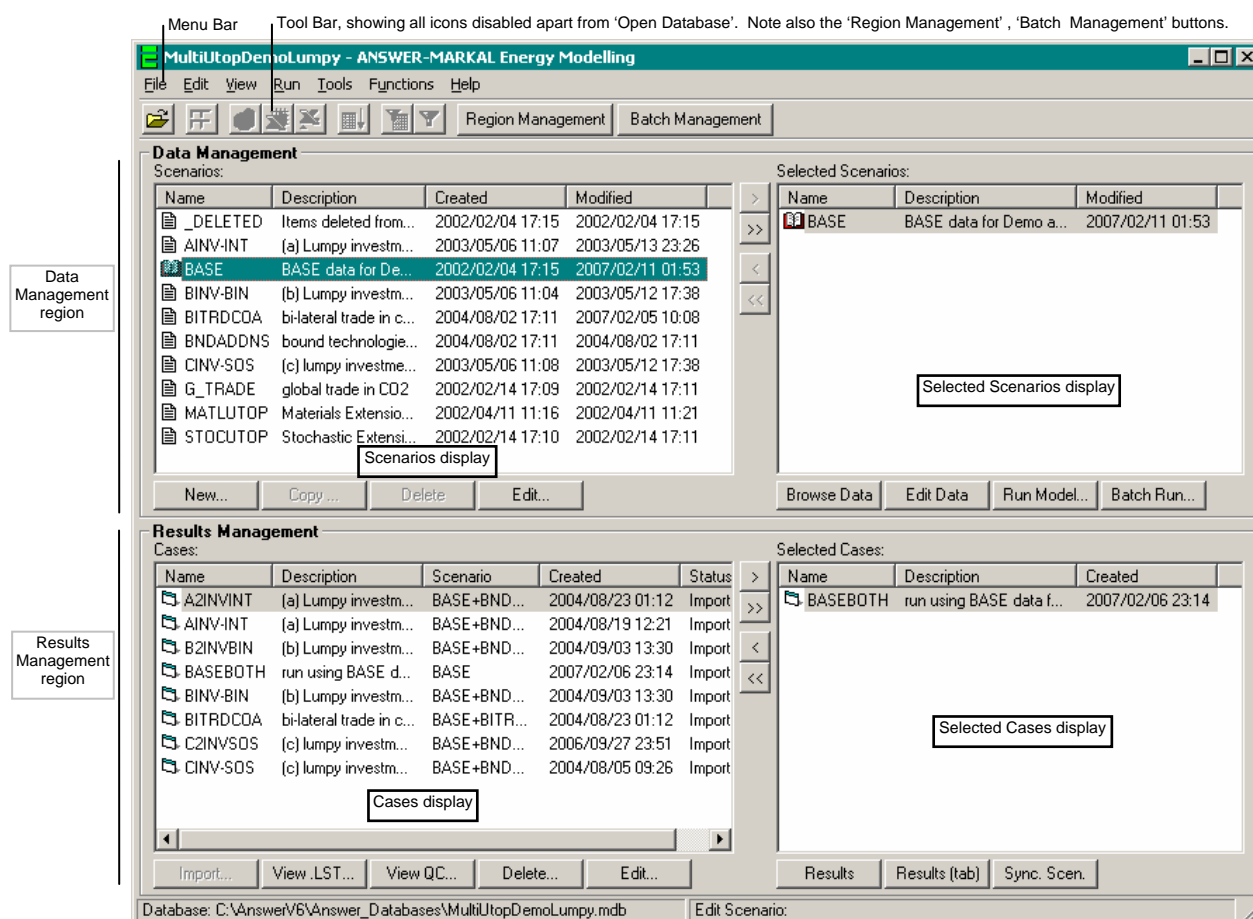 Menu Bar
Tool Bar, showing all icons disabled apart from ‘Open Database’.  Note also the ‘Region Management’ , ‘Batch  Management’ buttons.
MultiUtopDemoLumpy - ANSWER-MARKAL Energy Modelling
File Edit View Run Tools Functions Help
Region Management Batch Management
Data Management
Scenarios:
Selected Scenarios:
Name Description Created Modified
> Name Description Modified
_DELETED Items deleted from... 2002/02/04 17:15 2002/02/04 17:15
>> BASE BASE data for Demo a... 2007/02/11 01:53
AINV-INT (a) Lumpy investm... 2003/05/06 11:07 2003/05/13 23:26
BASE BASE data for De... 2002/02/04 17:15 2007/02/11 01:53
<
BINV-BIN (b) Lumpy investm... 2003/05/06 11:04 2003/05/12 17:38
<<
BITRDCOA bi-lateral trade in c... 2004/08/02 17:11 2007/02/05 10:08
BNDADDNS bound technologie... 2004/08/02 17:11 2004/08/02 17:11
CINV-SOS (c) lumpy investme... 2003/05/06 11:08 2003/05/12 17:38
G_TRADE global trade in CO2 2002/02/14 17:09 2002/02/14 17:11
MATLUTOP Materials Extensio... 2002/04/11 11:16 2002/04/11 11:21
STOCUTOP Stochastic Extensi... 2002/02/14 17:10 2002/02/14 17:11
Data
Management
region
Scenarios display
Selected Scenarios display
New... Copy ... Delete Edit...
Browse Data Edit Data Run Model... Batch Run...
Results Management
Cases:
Selected Cases:
Name Description Scenario Created Status
> Name Description Created
A2INVINT (a) Lumpy investm... BASE+BND... 2004/08/23 01:12 Import
>> BASEBOTH run using BASE data f... 2007/02/06 23:14
AINV-INT (a) Lumpy investm... BASE+BND... 2004/08/19 12:21 Import
B2INVBIN (b) Lumpy investm... BASE+BND... 2004/09/03 13:30 Import
<
BASEBOTH run using BASE d... BASE 2007/02/06 23:14 Import
<<
BINV-BIN (b) Lumpy investm... BASE+BND... 2004/09/03 13:30 Import
BITRDCOA bi-lateral trade in c... BASE+BITR... 2004/08/23 01:12 Import
C2INVSOS (c) lumpy investm... BASE+BND... 2006/09/27 23:51 Import
CINV-SOS (c) lumpy investm... BASE+BND... 2004/08/05 09:26 Import
Results
Management
region
Cases display
Selected Cases display
Import... View .LST... View QC... Delete... Edit...
Results Results (tab) Sync. Scen.
Database: C:\AnswerV6\Answer_Databases\MultiUtopDemoLumpy.mdb
Edit Scenario: